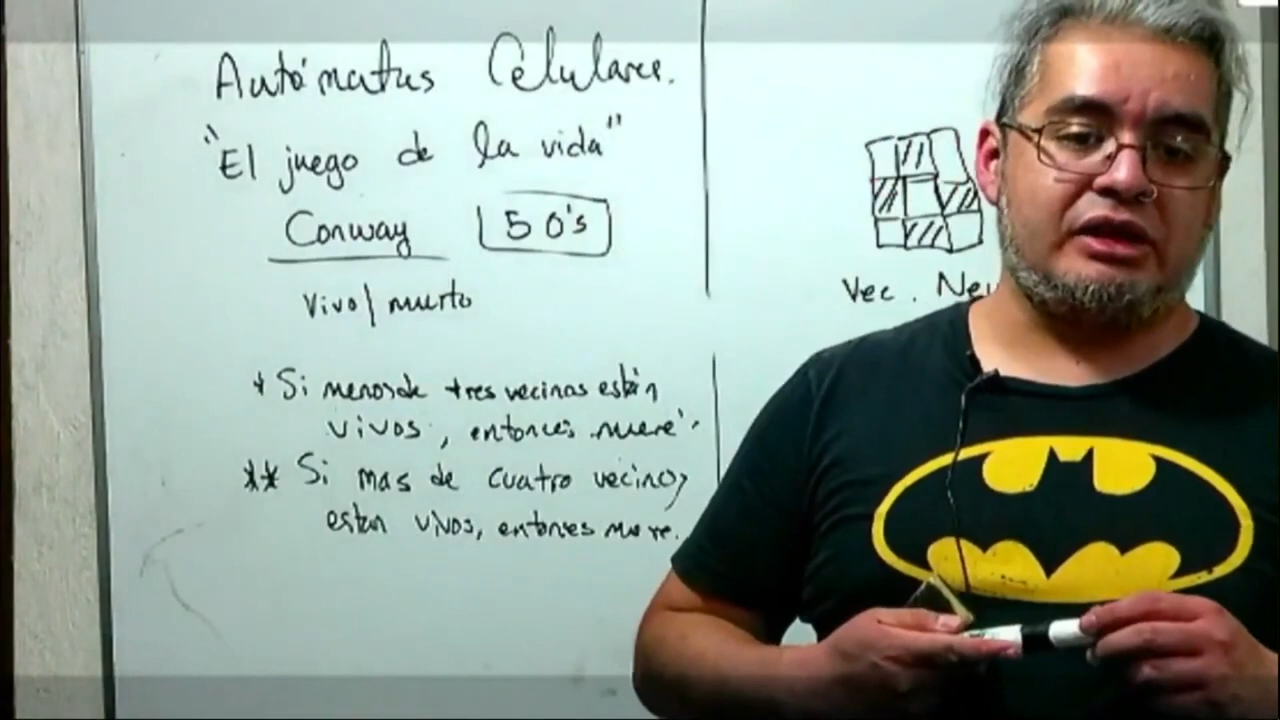 Autómatas Celulares.
"El juego de la vida"
Conway 50's
Vivo/muerto
* Si menos de tres vecinos están
vivos, entonces muere.
** Si mas de cuatro vecinos
estan vivos, entonces muere.
Vec. Neu